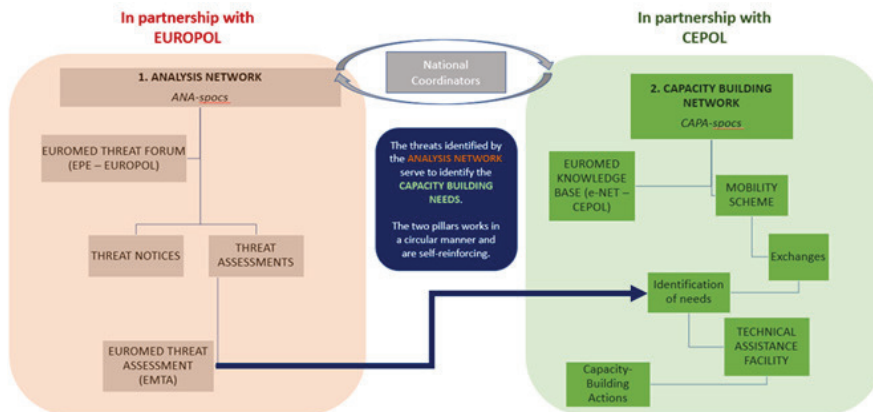 In partnership with
EUROPOL
1. ANALYSIS NETWORK
ANA-spocs
EUROMED THREAT FORUM
(EPE – EUROPOL)
THREAT NOTICES
THREAT
ASSESSMENTS
EUROMED THREAT
ASSESSMENT
(EMTA)
National
Coordinators
The threats identified by
the ANALYSIS NETWORK
serve to identify the
CAPACITY BUILDING
NEEDS.
The two pillars works in
a circular manner and
are self-reinforcing.
In partnership with
CEPOL
2. CAPACITY BUILDING
NETWORK
CAPA-spocs
EUROMED
KNOWLEDGE
BASE (e-NET –
CEPOL)
MOBILITY
SCHEME
Exchanges
Identification
of needs
TECHNICAL
ASSISTANCE
FACILITY
Capacity-
Building
Actions